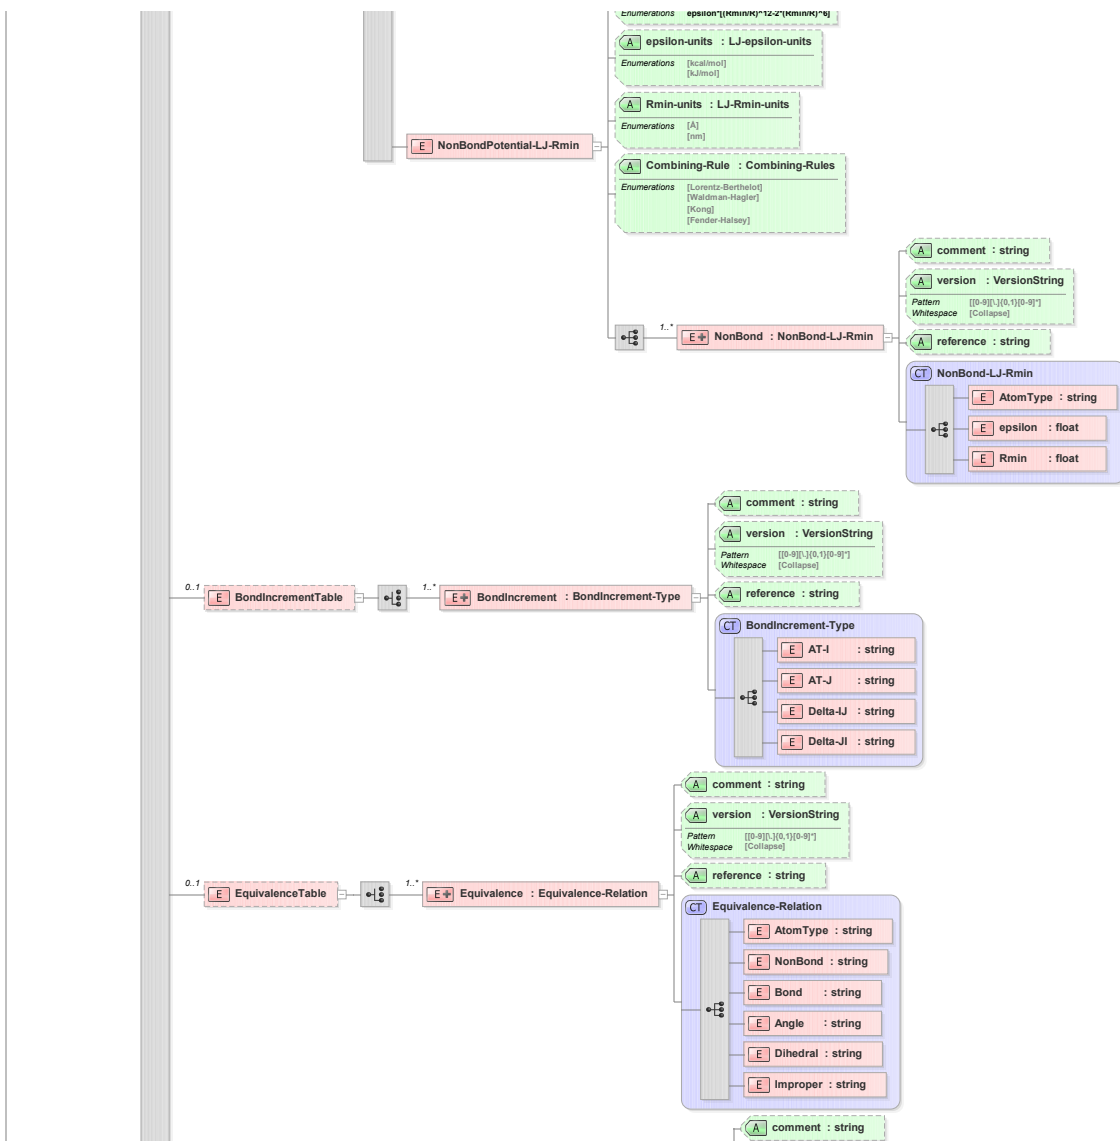 Enumerations epsilon*[(Rmin/R)^12-2*(Rmin/R)^6]
A epsilon-units : LJ-epsilon-units
Enumerations [kcal/mol]
[kJ/mol]
A Rmin-units : LJ-Rmin-units
Enumerations [Å]
[nm]
E NonBondPotential-LJ-Rmin
A Combining-Rule : Combining-Rules
Enumerations [Lorentz-Berthelot]
[Waldman-Hagler]
[Kong]
[Fender-Halsey]
A comment : string
A version : VersionString
Pattern [[0-9][\.]{0,1}[0-9]*]
Whitespace [Collapse]
1..* E NonBond : NonBond-LJ-Rmin
A reference : string
CT NonBond-LJ-Rmin
E AtomType : string
E epsilon : float
E Rmin : float
A comment : string
A version : VersionString
Pattern [[0-9][\.]{0,1}[0-9]*]
Whitespace [Collapse]
0..1 E BondIncrementTable 1..* E BondIncrement : BondIncrement-Type
A reference : string
CT BondIncrement-Type
E AT-I : string
E AT-J : string
E Delta-IJ : string
E Delta-JI : string
A comment : string
A version : VersionString
Pattern [[0-9][\.]{0,1}[0-9]*]
Whitespace [Collapse]
A reference : string
0..1 E EquivalenceTable 1..* E Equivalence : Equivalence-Relation
CT Equivalence-Relation
E AtomType : string
E NonBond : string
E Bond : string
E Angle : string
E Dihedral : string
E Improper : string
A comment : string